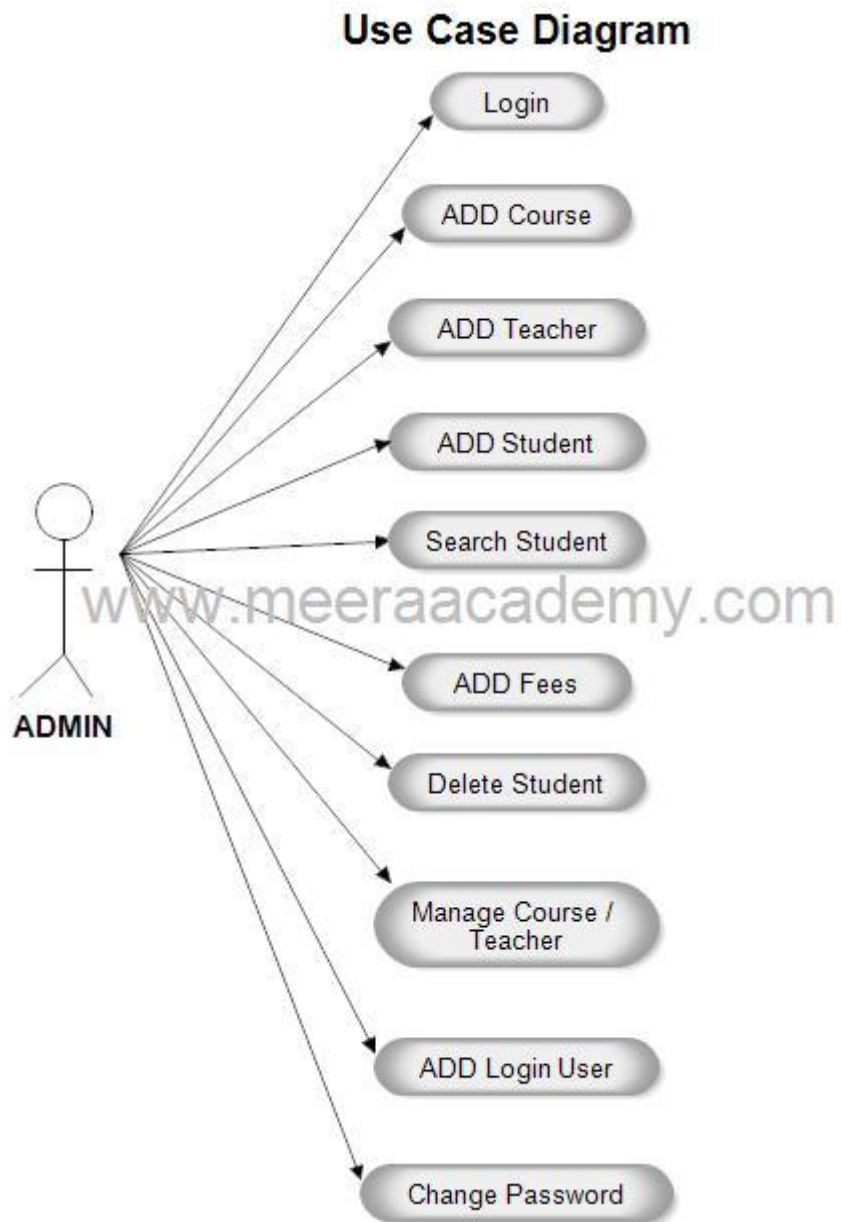 Use Case Diagram
Login
ADD Course
ADD Teacher
ADD Student
Search Student
www.meeraacademy.com
ADD Fees
ADMIN
Delete Student
Manage Course /
Teacher
ADD Login User
Change Password